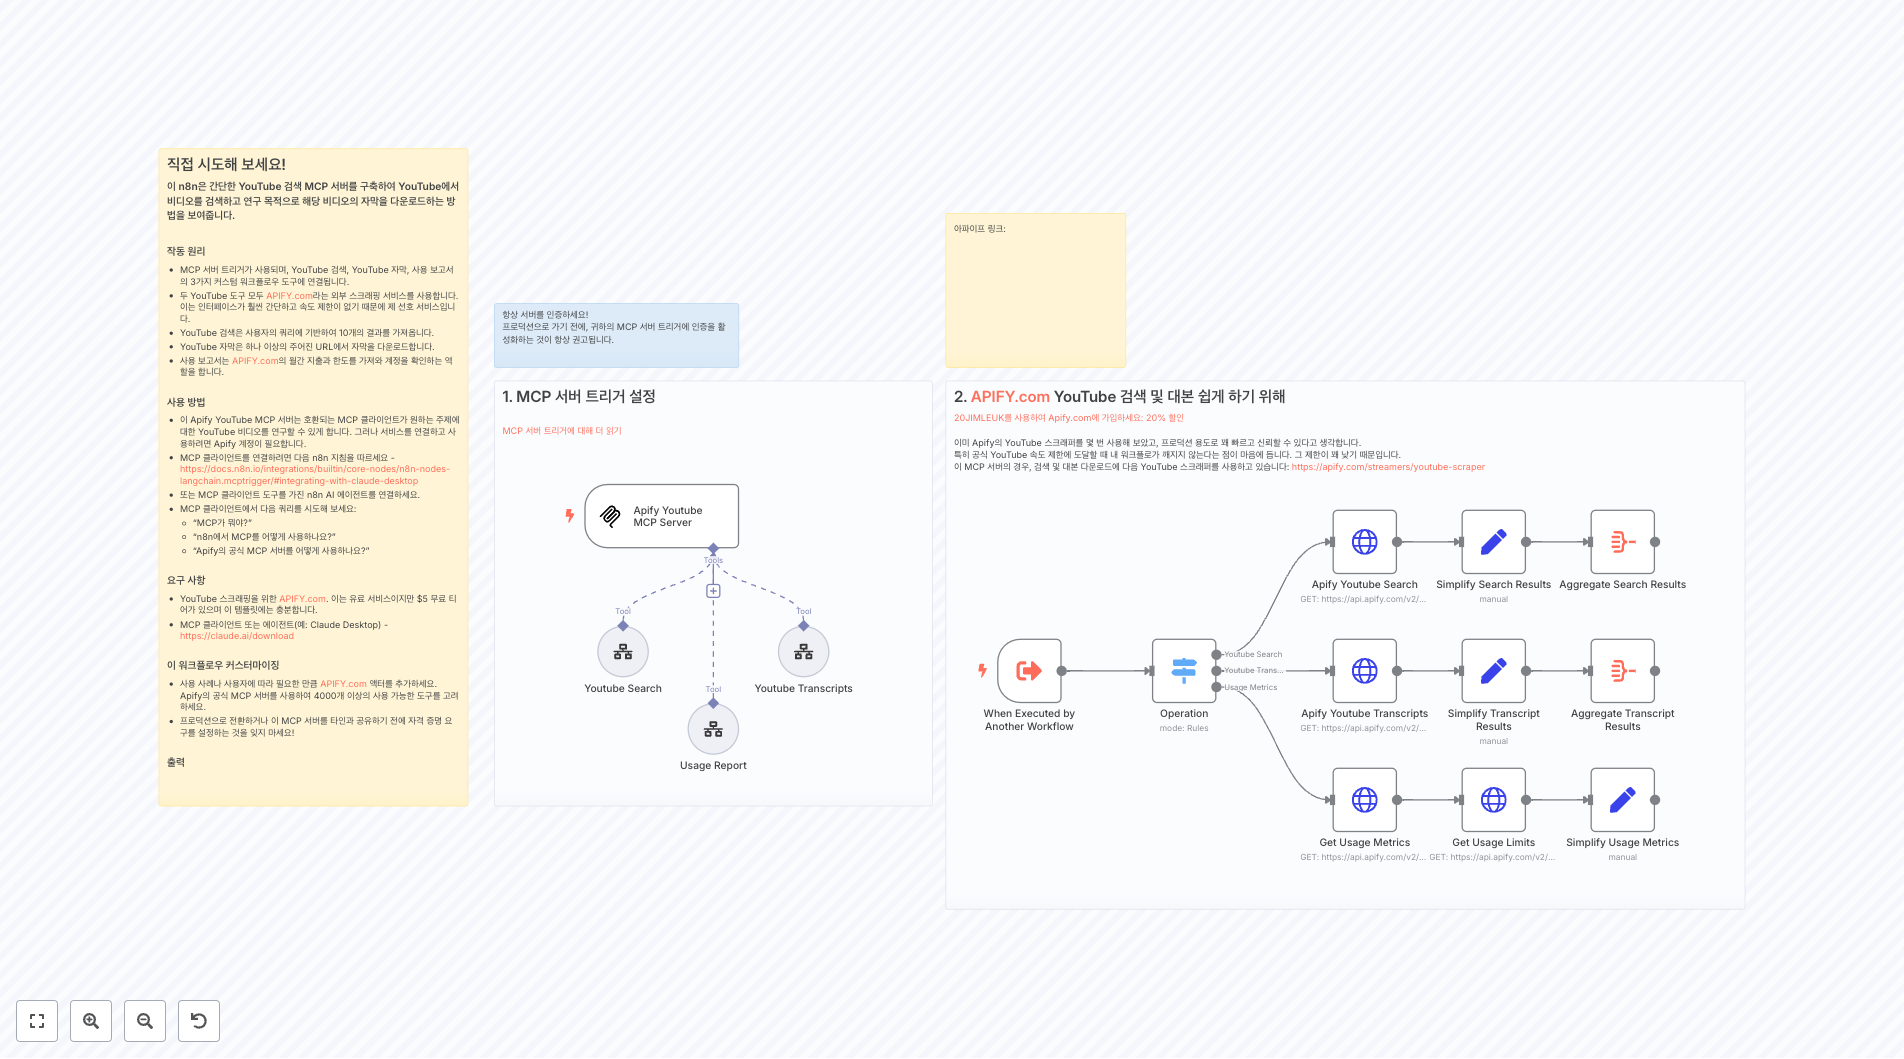 직접 시도해 보세요!
이 n8n은 간단한 YouTube 검색 MCP 서버를 구축하여 YouTube에서
비디오를 검색하고 연구 목적으로 해당 비디오의 자막을 다운로드하는 방
법을 보여줍니다.
작동 원리
MCP 서버 트리거가 사용되며, YouTube 검색, YouTube 자막, 사용 보고서
의 3가지 커스텀 워크플로우 도구에 연결됩니다.
두 YouTube 도구 모두 APIFY.com라는 외부 스크래핑 서비스를 사용합니다.
이는 인터페이스가 훨씬 간단하고 속도 제한이 없기 때문에 제 선호 서비스입니
다.
YouTube 검색은 사용자의 쿼리에 기반하여 10개의 결과를 가져옵니다.
YouTube 자막은 하나 이상의 주어진 URL에서 자막을 다운로드합니다.
사용 보고서는 APIFY.com의 월간 지출과 한도를 가져와 계정을 확인하는 역
할을 합니다.
사용 방법
이 Apify YouTube MCP 서버는 호환되는 MCP 클라이언트가 원하는 주제에
대한 YouTube 비디오를 연구할 수 있게 합니다. 그러나 서비스를 연결하고 사
용하려면 Apify 계정이 필요합니다.
MCP 클라이언트를 연결하려면 다음 n8n 지침을 따르세요 -
https://docs.n8n.io/integrations/builtin/core-nodes/n8n-nodes-
langchain.mcptrigger/#integrating-with-claude-desktop
또는 MCP 클라이언트 도구를 가진 n8n AI 에이전트를 연결하세요.
MCP 클라이언트에서 다음 쿼리를 시도해 보세요:
“MCP가 뭐야?”
“n8n에서 MCP를 어떻게 사용하나요?”
“Apify의 공식 MCP 서버를 어떻게 사용하나요?”
요구 사항
YouTube 스크래핑을 위한 APIFY.com. 이는 유료 서비스이지만 $5 무료 티
어가 있으며 이 템플릿에는 충분합니다.
MCP 클라이언트 또는 에이전트(예: Claude Desktop) -
https://claude.ai/download
이 워크플로우 커스터마이징
사용 사례나 사용자에 따라 필요한 만큼 APIFY.com 액터를 추가하세요.
Apify의 공식 MCP 서버를 사용하여 4000개 이상의 사용 가능한 도구를 고려
하세요.
프로덕션으로 전환하거나 이 MCP 서버를 타인과 공유하기 전에 자격 증명 요
구를 설정하는 것을 잊지 마세요!
출력
항상 서버를 인증하세요!
프로덕션으로 가기 전에, 귀하의 MCP 서버 트리거에 인증을 활
성화하는 것이 항상 권고됩니다.
1. MCP 서버 트리거 설정
MCP 서버 트리거에 대해 더 읽기
Apify Youtube
MCP Server
Tools
Tool
Tool
Youtube Search
Youtube Transcripts
Tool
Usage Report
아파이프 링크:
2. APIFY.com YouTube 검색 및 대본 쉽게 하기 위해
20JIMLEUK를 사용하여 Apify.com에 가입하세요: 20% 할인
이미 Apify의 YouTube 스크래퍼를 몇 번 사용해 보았고, 프로덕션 용도로 꽤 빠르고 신뢰할 수 있다고 생각합니다.
특히 공식 YouTube 속도 제한에 도달할 때 내 워크플로가 깨지지 않는다는 점이 마음에 듭니다. 그 제한이 꽤 낮기 때문입니다.
이 MCP 서버의 경우, 검색 및 대본 다운로드에 다음 YouTube 스크래퍼를 사용하고 있습니다: https://apify.com/streamers/youtube-scraper
Apify Youtube Search
GET: https://api.apify.com/v2/...
Simplify Search Results
manual
Aggregate Search Results
When Executed by
Another Workflow
Operation
mode: Rules
Youtube Search
Youtube Trans...
Usage Metrics
Apify Youtube Transcripts
GET: https://api.apify.com/v2/...
Simplify Transcript
Results
manual
Aggregate Transcript
Results
Get Usage Metrics
GET: https://api.apify.com/v2/...
Get Usage Limits
GET: https://api.apify.com/v2/...
Simplify Usage Metrics
manual